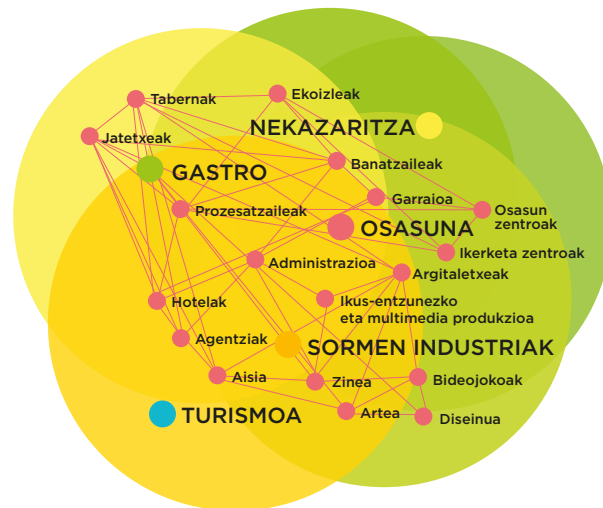 Tabernak
Ekoizleak
NEKAZARITZA
Jatetxeak
GASTRO
Banatzaileak
Garraioa
Prozesatzaileak
OSASUNA
Osasun
zentroak
Ikerketa zentroak
Administrazioa
Argitaletxeak
Hotelak
Ikus-entzunezko
eta multimedia produkzioa
Agentziak
SORMEN INDUSTRIAK
Aisia
Zinea
Bideojokoak
TURISMOA
Artea
Diseinua